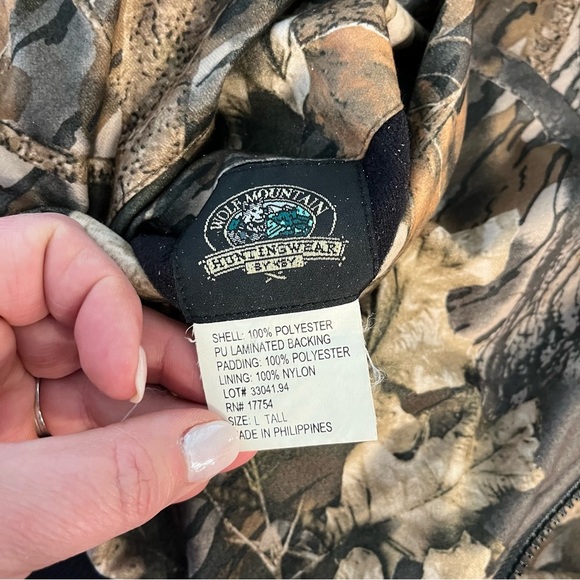 WOLF MOUNTAIN
HUNTINGWEAR
BY KEY
SHELL: 100% POLYESTER
PU LAMINATED BACKING
PADDING: 100% POLYESTER
LINING: 100% NYLON
LOT# 33041.94
RN# 17754
SIZE: L TALL
MADE IN PHILIPPINES